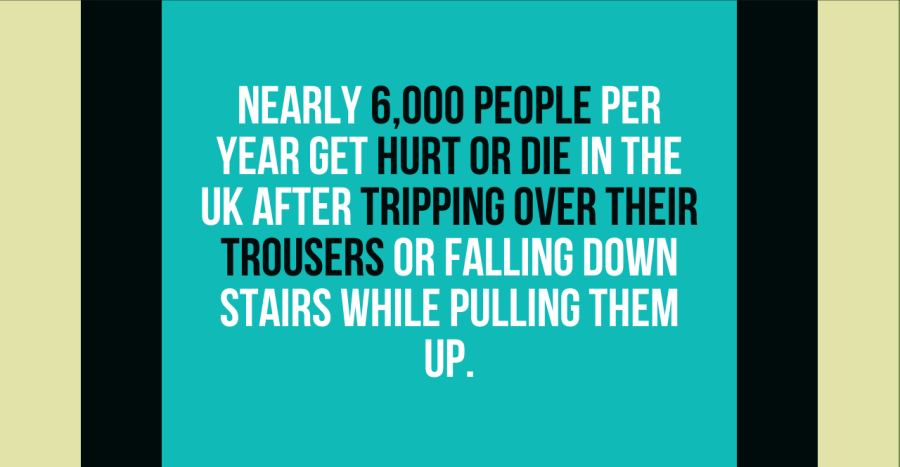 NEARLY 6,000 PEOPLE PER
YEAR GET HURT OR DIE IN THE
UK AFTER TRIPPING OVER THEIR
TROUSERS OR FALLING DOWN
STAIRS WHILE PULLING THEM
UP.